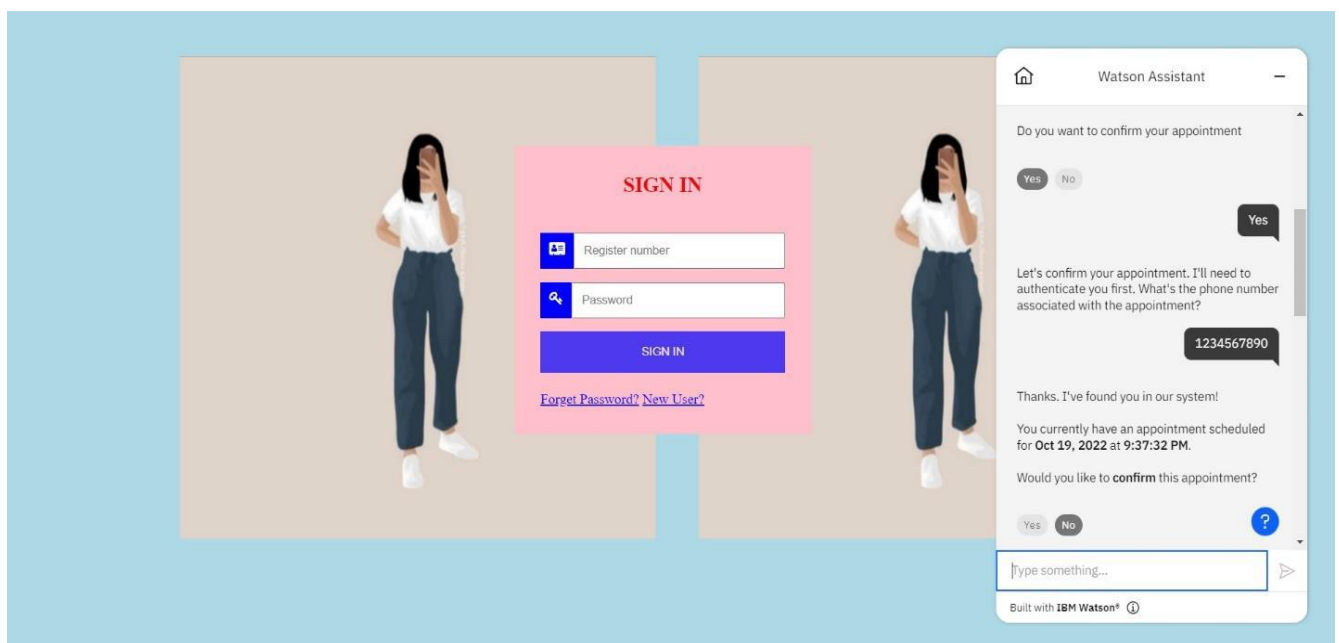 SIGN IN
Register number
Password
SIGN IN
Forget Password? New User?
Watson Assistant
Do you want to confirm your appointment
Yes No
Yes
Let's confirm your appointment. I'll need to
authenticate you first. What's the phone number
associated with the appointment?
1234567890
Thanks. I've found you in our system!
You currently have an appointment scheduled
for Oct 19, 2022 at 9:37:32 PM.
Would you like to confirm this appointment?
Yes No
?
Type something...
Built with IBM Watson®